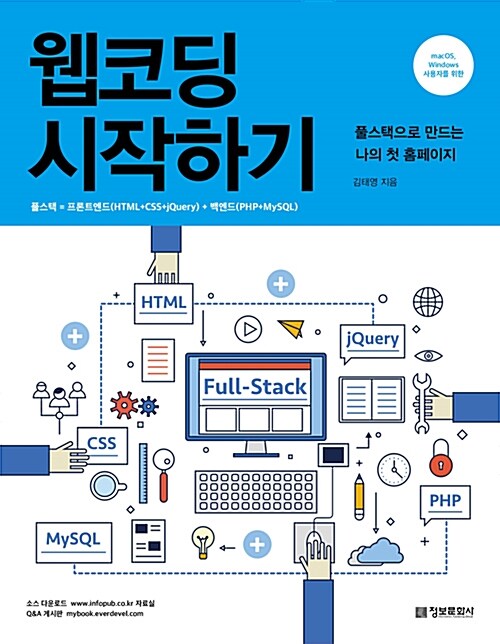 웹코딩
시작하기
macOS,
Windows
사용자를 위한
풀스택으로 만드는
나의 첫 홈페이지
김태영 지음
풀스택 = 프론트엔드(HTML+CSS+jQuery) + 백엔드(PHP+MySQL)
HTML
jQuery
Full-Stack
CSS
PHP
MySQL
소스 다운로드 www.infopub.co.kr 자료실
Q&A 게시판 mybook.everdevel.com
정보문화사